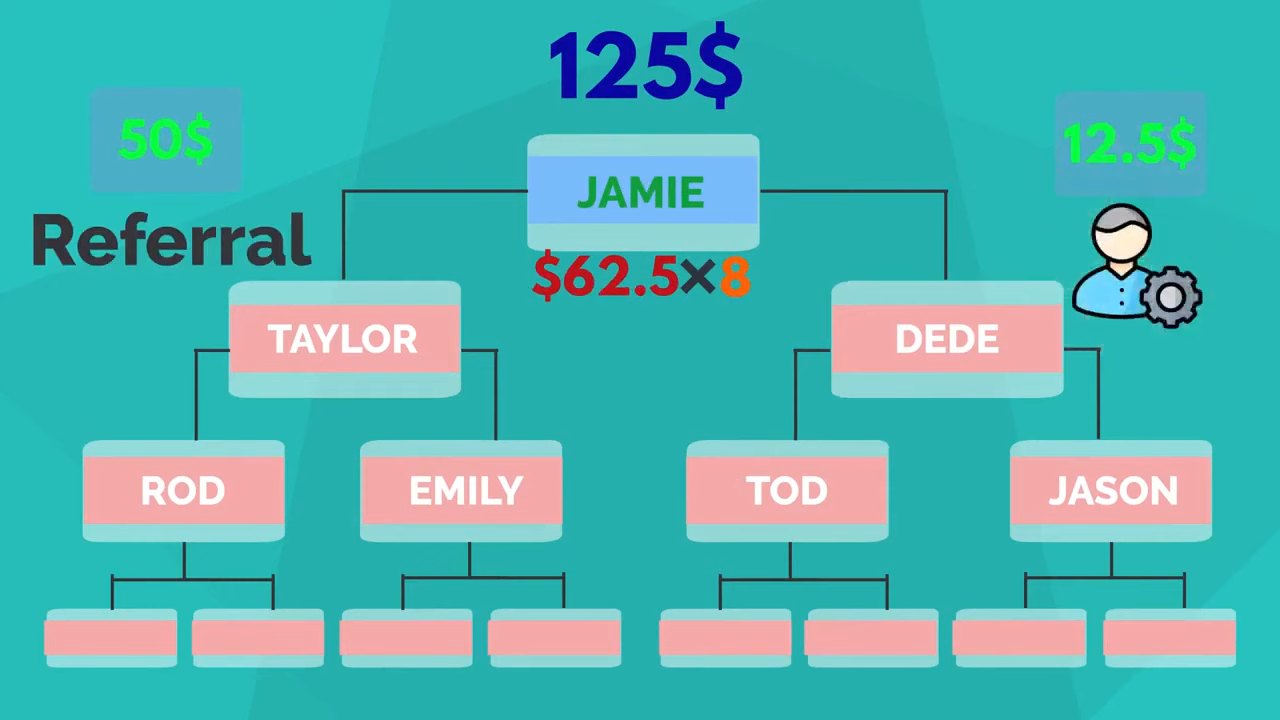 125$
50$
12.5$
JAMIE
Referral
$62.5×8
TAYLOR
DEDE
ROD
EMILY
TOD
JASON